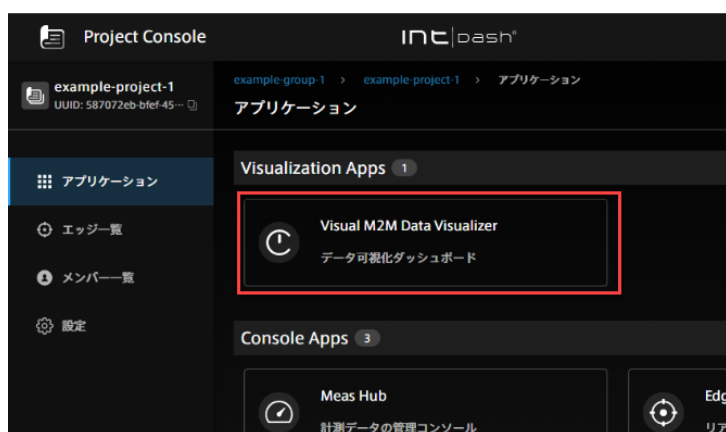 Project Console
intdash
example-project-1
UUID: 587072eb-bfef-45…
example-group-1 › example-project-1 › アプリケーション
アプリケーション
アプリケーション
エッジ一覧
メンバー一覧
設定
Visualization Apps 1
Visual M2M Data Visualizer
データ可視化ダッシュボード
Console Apps 3
Meas Hub
計測データの管理コンソール
Edg
リア